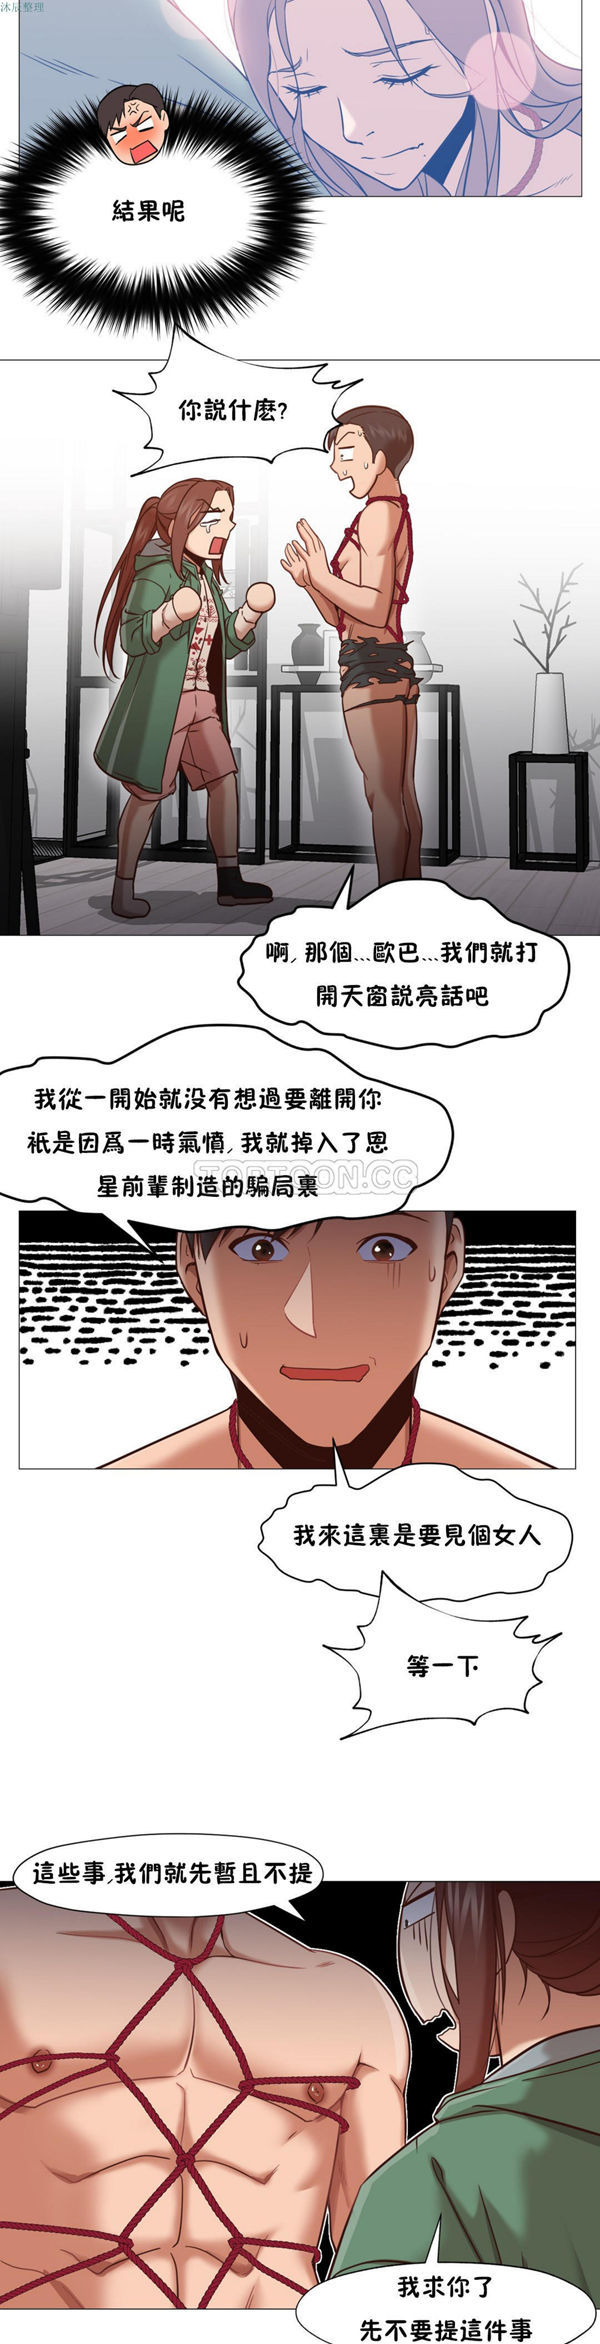 沐辰整理
結果呢
你說什麽?
啊, 那個...歐巴...我們就打
開天窗説亮話吧
我從一開始就没有想過要離開你
衹是因爲一時氣憤, 我就掉入了恩
星前輩制造的騙局裏
TOPTOON.CC
我來這裏是要見個女人
等一下
這些事,我們就先暫且不提
我求你了
先不要提這件事